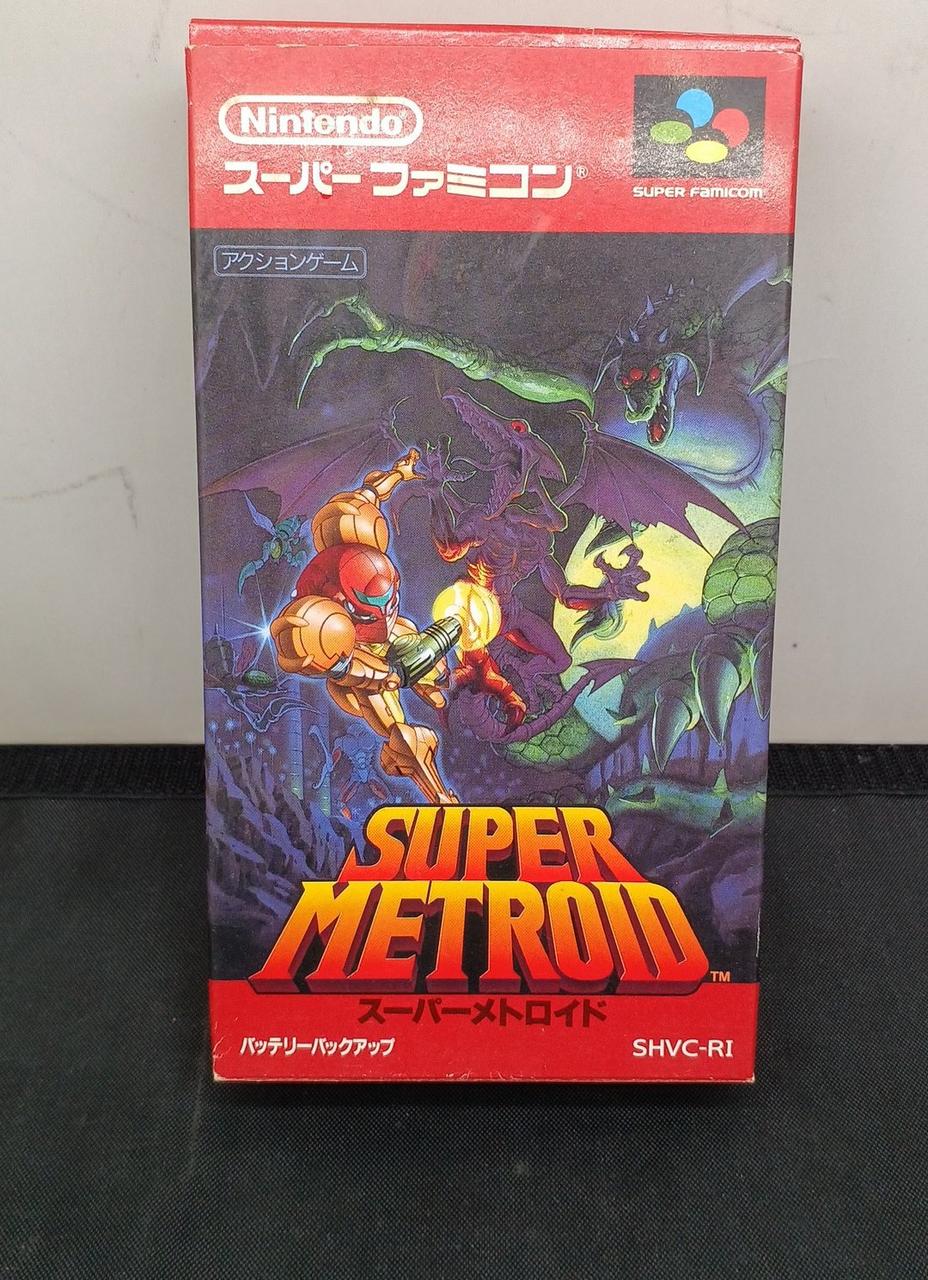 Nintendo
スーパーファミコン®
SUPER FAMICOM
アクションゲーム
SUPER
METROID™
スーパーメトロイド
バッテリーバックアップ
SHVC-RI